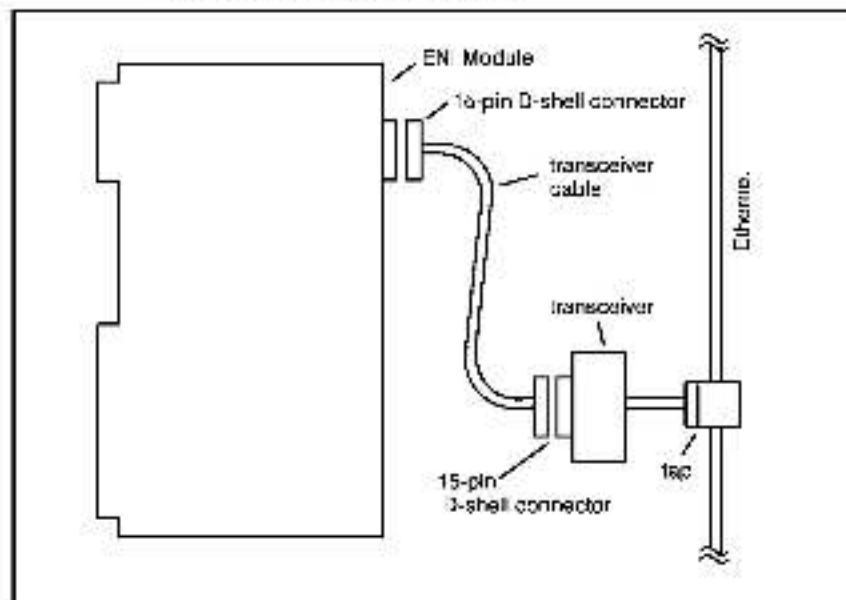 EN! Module
15-pin D-shell connector
transceiver
cable
Ethernet
transceiver
tap
15-pin
D-shell connector